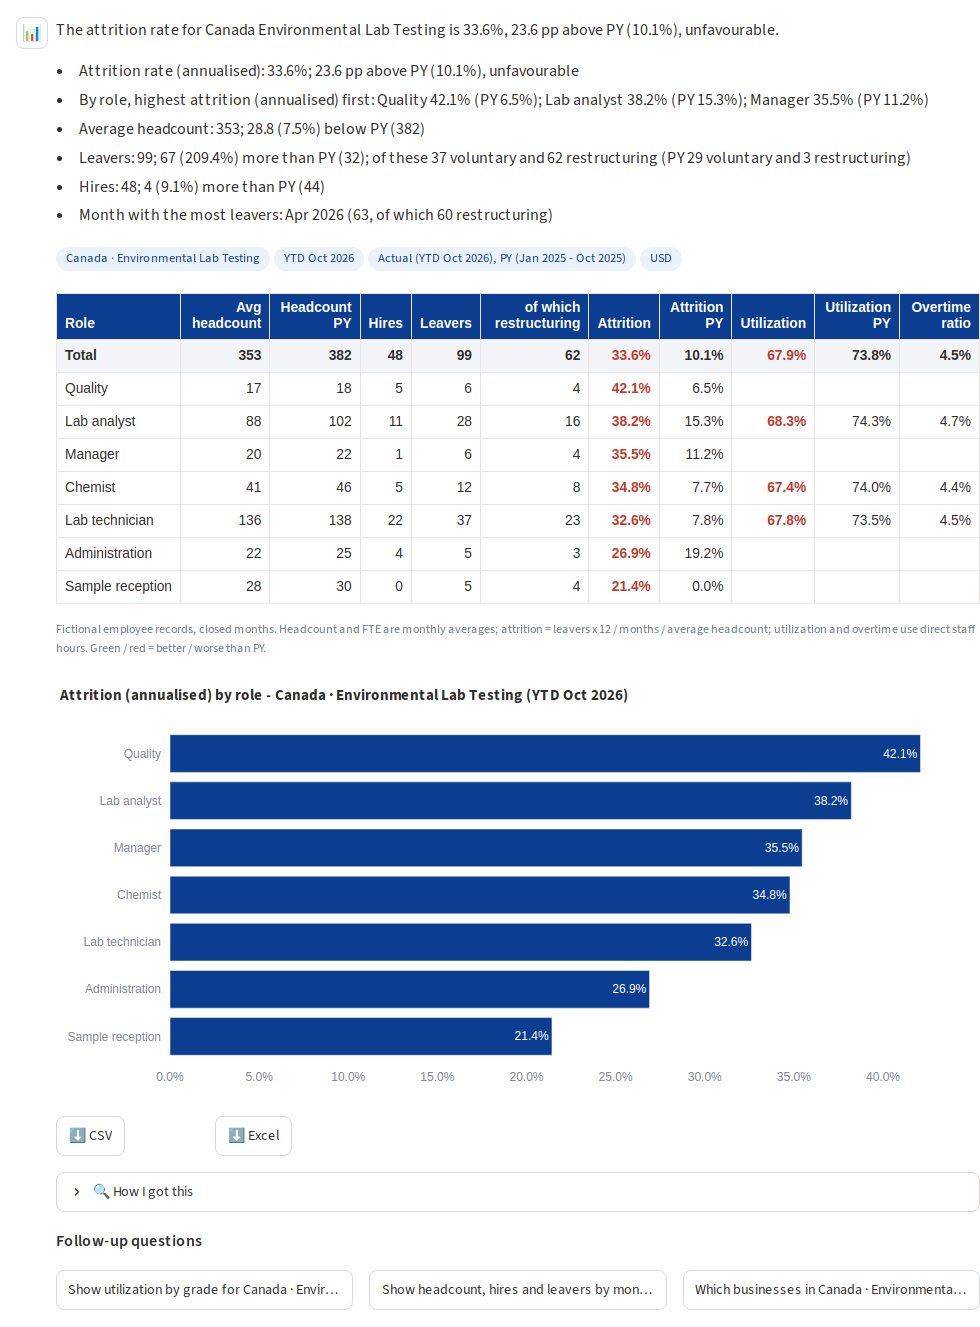 The attrition rate for Canada Environmental Lab Testing is 33.6%, 23.6 pp above PY (10.1%), unfavourable.
• Attrition rate (annualised): 33.6%; 23.6 pp above PY (10.1%), unfavourable
• By role, highest attrition (annualised) first: Quality 42.1% (PY 6.5%); Lab analyst 38.2% (PY 15.3%); Manager 35.5% (PY 11.2%)
• Average headcount: 353; 28.8 (7.5%) below PY (382)
• Leavers: 99; 67 (209.4%) more than PY (32); of these 37 voluntary and 62 restructuring (PY 29 voluntary and 3 restructuring)
• Hires: 48; 4 (9.1%) more than PY (44)
• Month with the most leavers: Apr 2026 (63, of which 60 restructuring)
Canada · Environmental Lab Testing YTD Oct 2026 Actual (YTD Oct 2026), PY (Jan 2025 - Oct 2025) USD
Role Avg headcount Headcount PY Hires Leavers of which restructuring Attrition Attrition PY Utilization Utilization PY Overtime ratio
Total 353 382 48 99 62 33.6% 10.1% 67.9% 73.8% 4.5%
Quality 17 18 5 6 4 42.1% 6.5%
Lab analyst 88 102 11 28 16 38.2% 15.3% 68.3% 74.3% 4.7%
Manager 20 22 1 6 4 35.5% 11.2%
Chemist 41 46 5 12 8 34.8% 7.7% 67.4% 74.0% 4.4%
Lab technician 136 138 22 37 23 32.6% 7.8% 67.8% 73.5% 4.5%
Administration 22 25 4 5 3 26.9% 19.2%
Sample reception 28 30 0 5 4 21.4% 0.0%
Fictional employee records, closed months. Headcount and FTE are monthly averages; attrition = leavers x 12 / months / average headcount; utilization and overtime use direct staff
hours. Green / red = better / worse than PY.
Attrition (annualised) by role - Canada · Environmental Lab Testing (YTD Oct 2026)
Quality 42.1%
Lab analyst 38.2%
Manager 35.5%
Chemist 34.8%
Lab technician 32.6%
Administration 26.9%
Sample reception 21.4%
0.0% 5.0% 10.0% 15.0% 20.0% 25.0% 30.0% 35.0% 40.0%
CSV Excel
How I got this
Follow-up questions
Show utilization by grade for Canada · Envir... Show headcount, hires and leavers by mon... Which businesses in Canada · Environmenta...